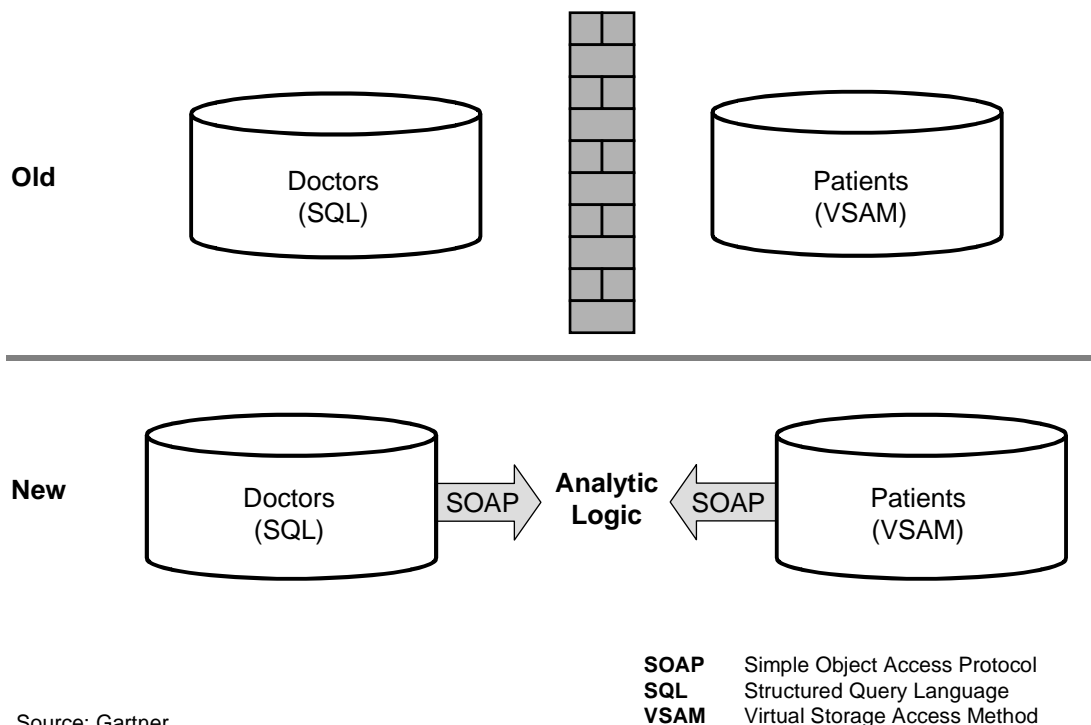 Old
Doctors
(SQL)
Patients
(VSAM)
New
Doctors
(SQL)
SOAP
Analytic
Logic
SOAP
Patients
(VSAM)
SOAP Simple Object Access Protocol
SQL Structured Query Language
VSAM Virtual Storage Access Method
Source: Gartner